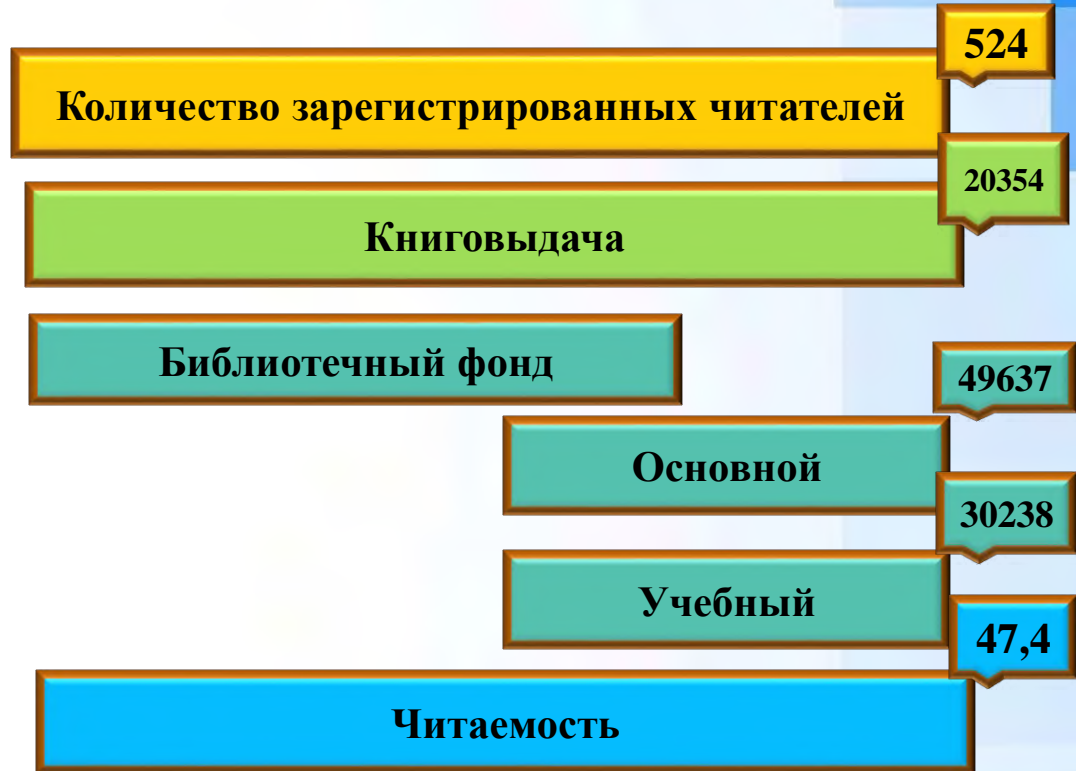 524
Количество зарегистрированных читателей
20354
Книговыдача
Библиотечный фонд
49637
Основной
30238
Учебный
47,4
Читаемость